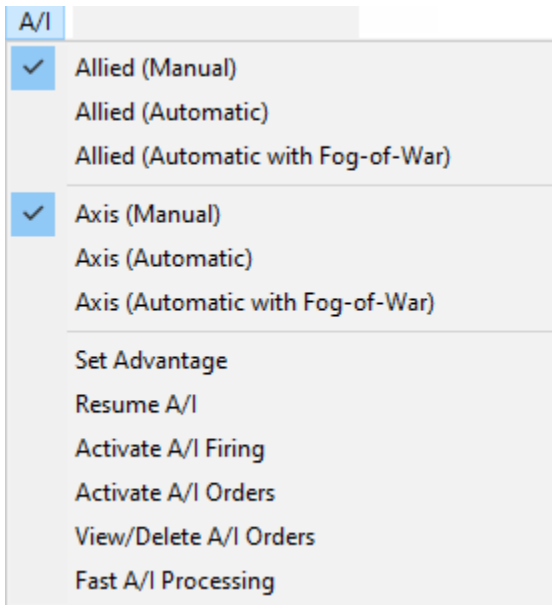 A/I
Allied (Manual)
Allied (Automatic)
Allied (Automatic with Fog-of-War)
Axis (Manual)
Axis (Automatic)
Axis (Automatic with Fog-of-War)
Set Advantage
Resume A/I
Activate A/I Firing
Activate A/I Orders
View/Delete A/I Orders
Fast A/I Processing